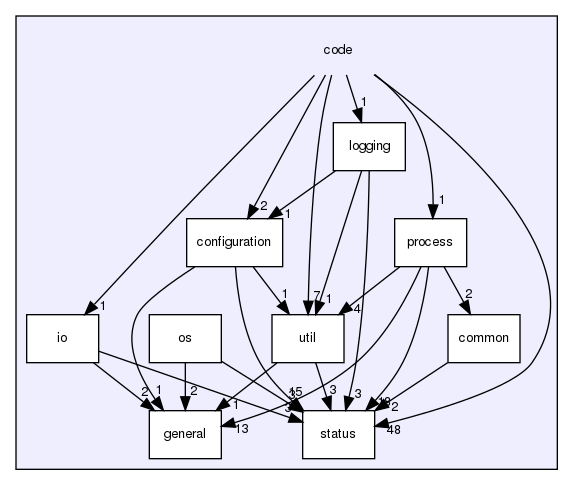 code
1
logging
2
1
1
configuration
process
1
7
1
4
2
1
io
os
util
common
2
1
2
1
3
3
2
13
48
general
status